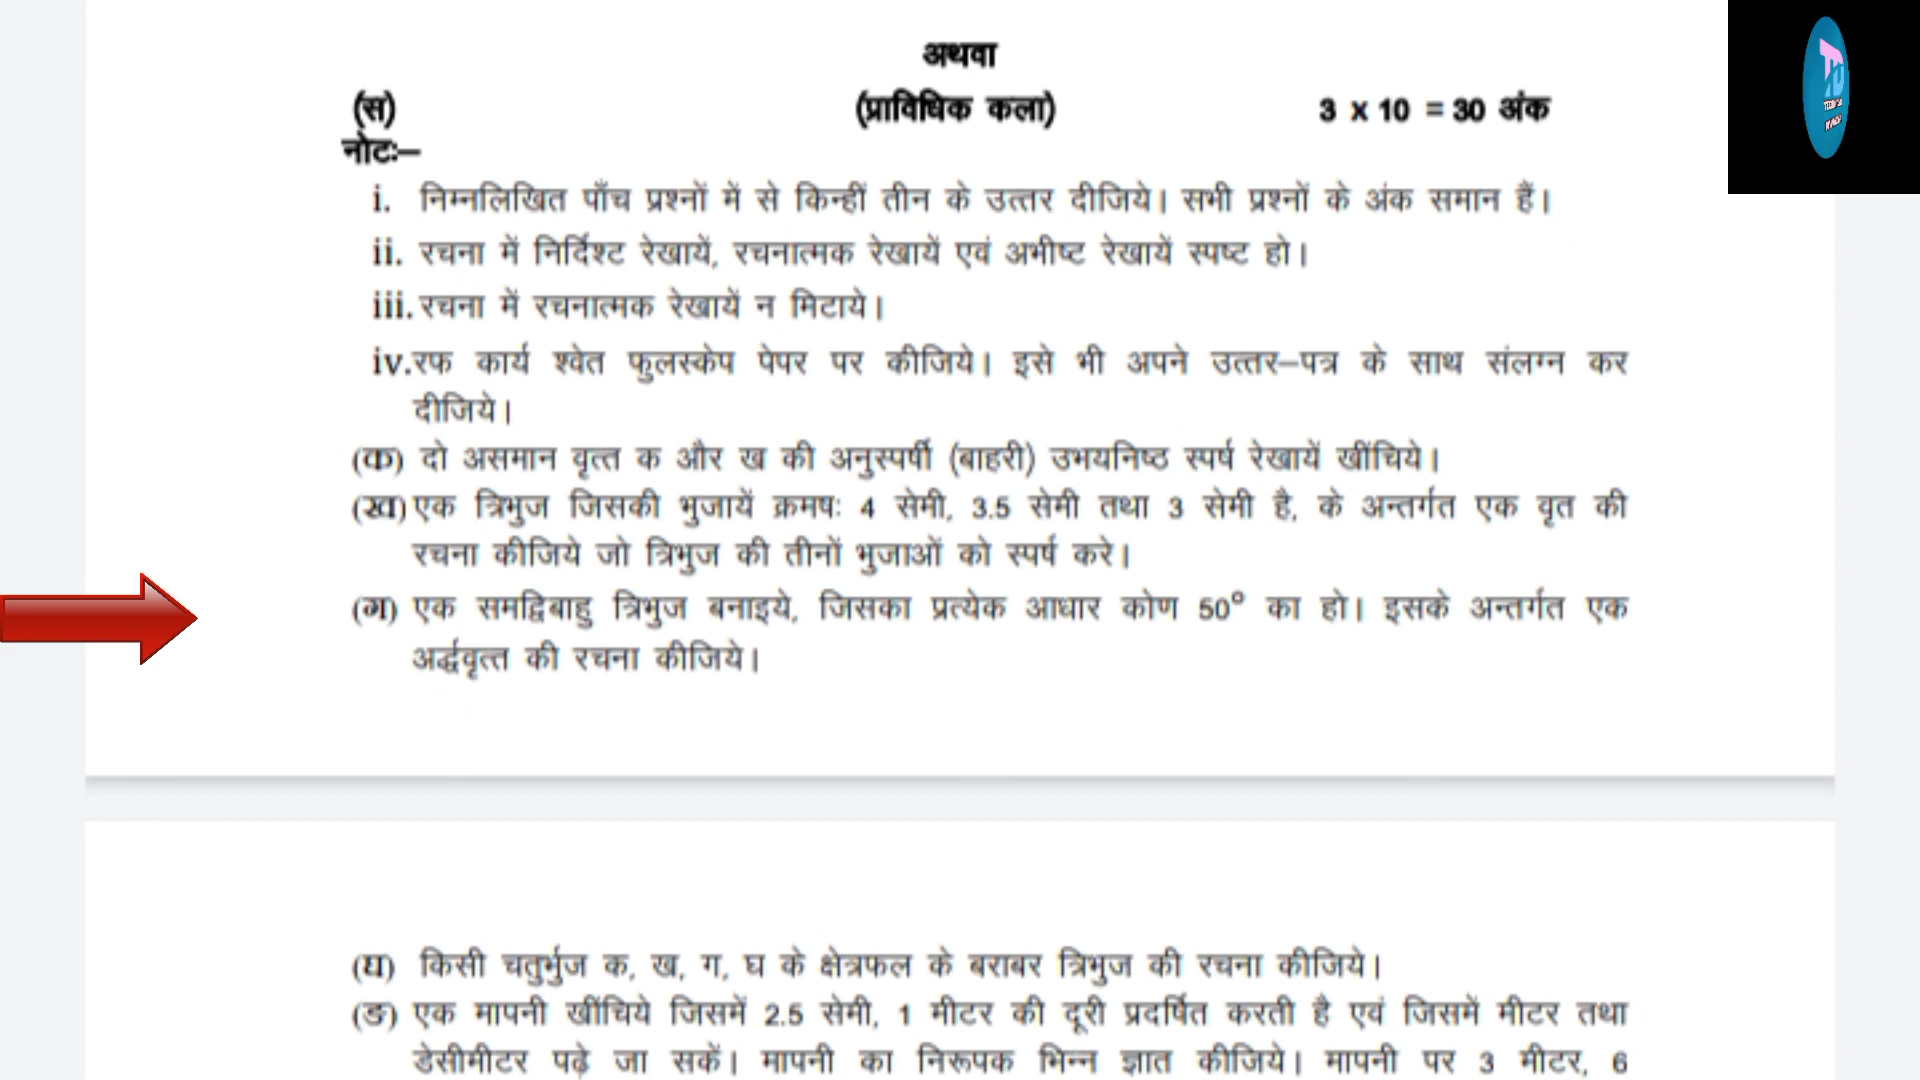 अथवा
(स) (प्राविधिक कला) 3 x 10 = 30 अंक
नोटः–
i. निम्नलिखित पाँच प्रश्नों में से किन्हीं तीन के उत्तर दीजिये। सभी प्रश्नों के अंक समान हैं।
ii. रचना में निर्दिश्ट रेखायें, रचनात्मक रेखायें एवं अभीष्ट रेखायें स्पष्ट हो।
iii. रचना में रचनात्मक रेखायें न मिटाये।
iv. रफ कार्य श्वेत फुलस्केप पेपर पर कीजिये। इसे भी अपने उत्तर–पत्र के साथ संलग्न कर
दीजिये।
(क) दो असमान वृत्त क और ख की अनुस्पर्षी (बाहरी) उभयनिष्ठ स्पर्ष रेखायें खींचिये।
(ख) एक त्रिभुज जिसकी भुजायें क्रमषः 4 सेमी, 3.5 सेमी तथा 3 सेमी है, के अन्तर्गत एक वृत की
रचना कीजिये जो त्रिभुज की तीनों भुजाओं को स्पर्ष करे।
(ग) एक समद्विबाहु त्रिभुज बनाइये, जिसका प्रत्येक आधार कोण 50° का हो। इसके अन्तर्गत एक
अर्द्धवृत्त की रचना कीजिये।
(घ) किसी चतुर्भुज क, ख, ग, घ के क्षेत्रफल के बराबर त्रिभुज की रचना कीजिये।
(ङ) एक मापनी खींचिये जिसमें 2.5 सेमी, 1 मीटर की दूरी प्रदर्षित करती है एवं जिसमें मीटर तथा
डेसीमीटर पढ़े जा सकें। मापनी का निरूपक भिन्न ज्ञात कीजिये। मापनी पर 3 मीटर, 6